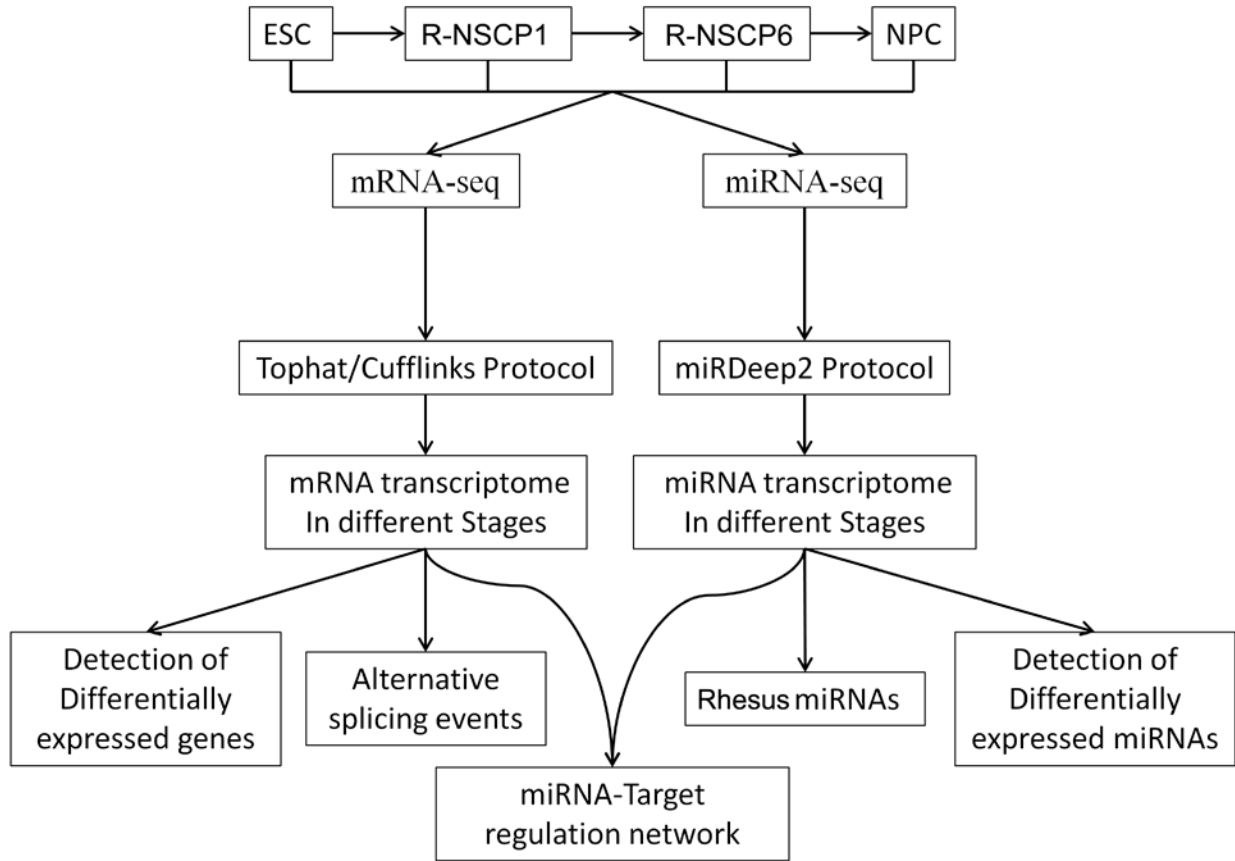 ESC
R-NSCP1
R-NSCP6
NPC
mRNA-seq
miRNA-seq
Tophat/Cufflinks Protocol
miRDeep2 Protocol
mRNA transcriptome
In different Stages
miRNA transcriptome
In different Stages
Detection of
Differentially
expressed genes
Alternative
splicing events
miRNA-Target
regulation network
Rhesus miRNAs
Detection of
Differentially
expressed miRNAs